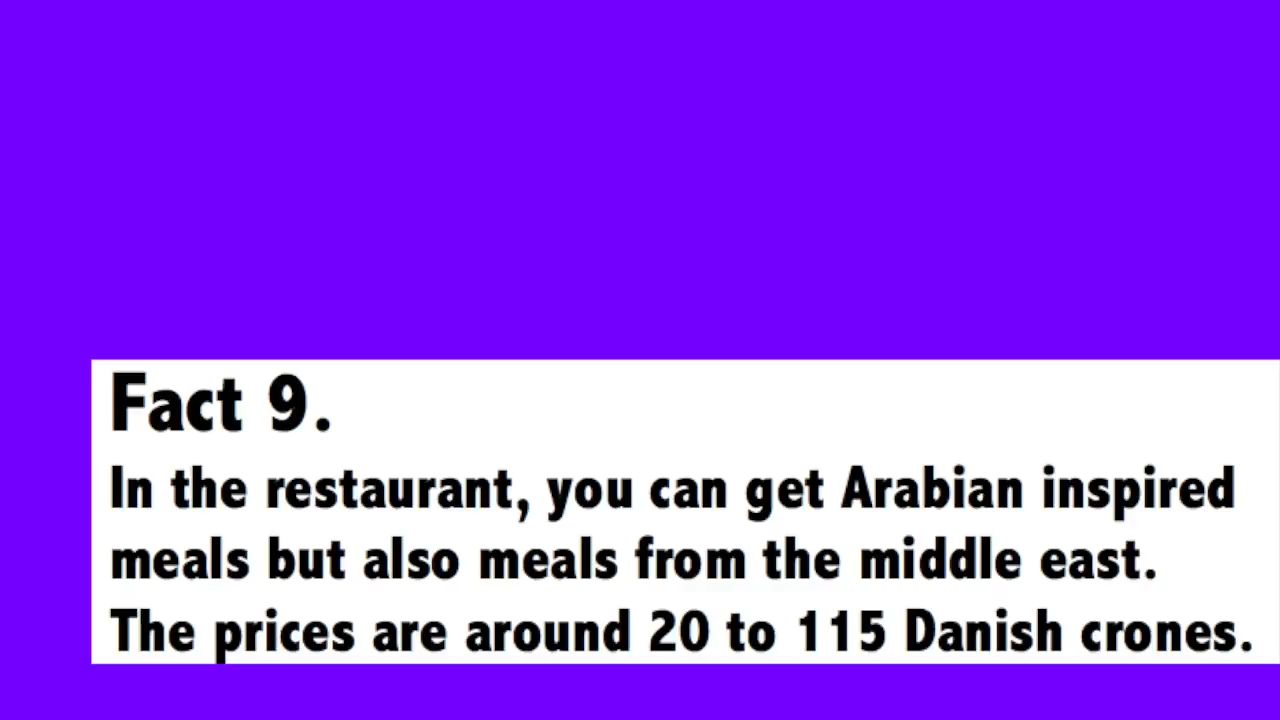 Fact 9.
In the restaurant, you can get Arabian inspired
meals but also meals from the middle east.
The prices are around 20 to 115 Danish crones.